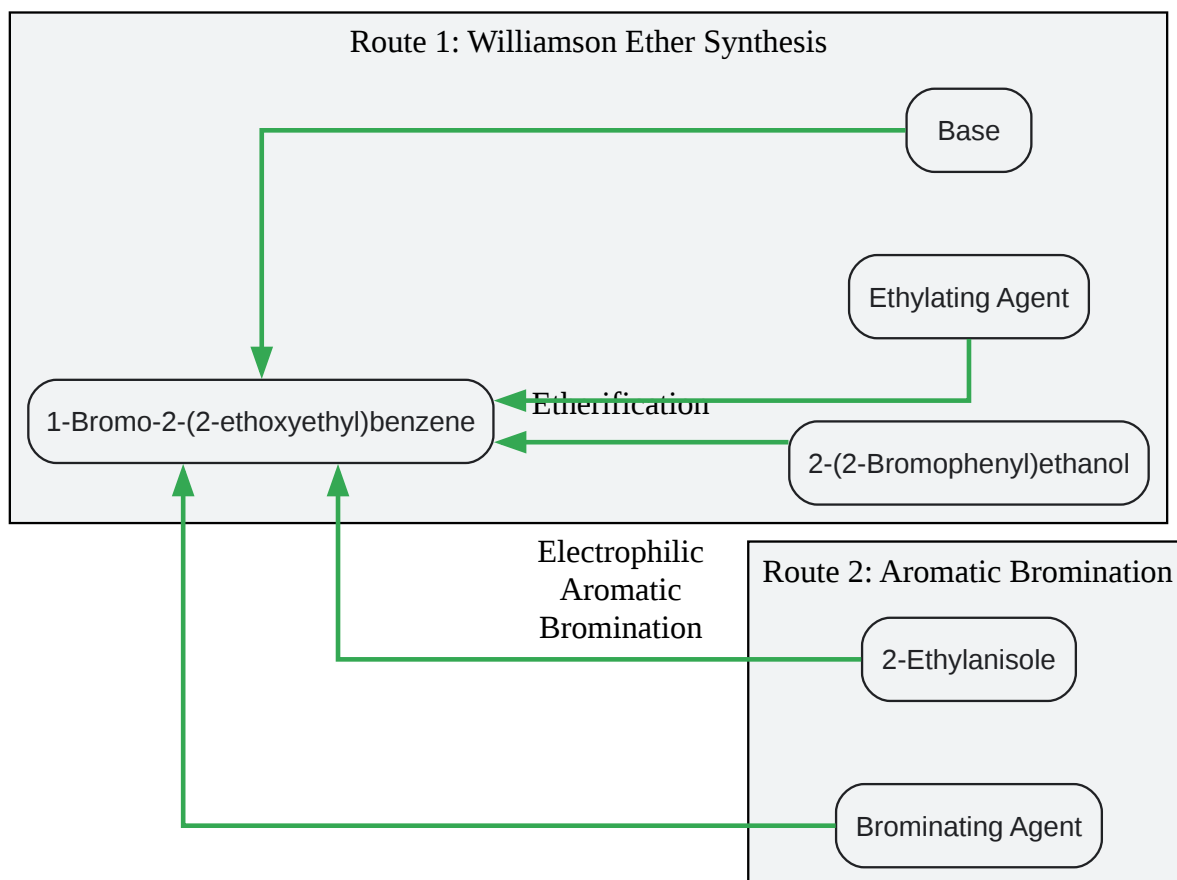 Route 1: Williamson Ether Synthesis
Base
Ethylating Agent
Etherification
1-Bromo-2-(2-ethoxyethyl)benzene
2-(2-Bromophenyl)ethanol
Electrophilic
Aromatic
Bromination
Route 2: Aromatic Bromination
2-Ethylanisole
Brominating Agent